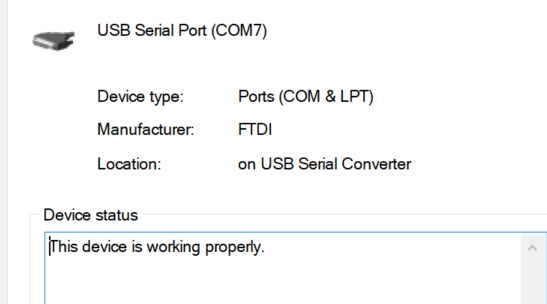 USB Serial Port (COM7)
Device type: Ports (COM & LPT)
Manufacturer: FTDI
Location: on USB Serial Converter
Device status
This device is working properly.